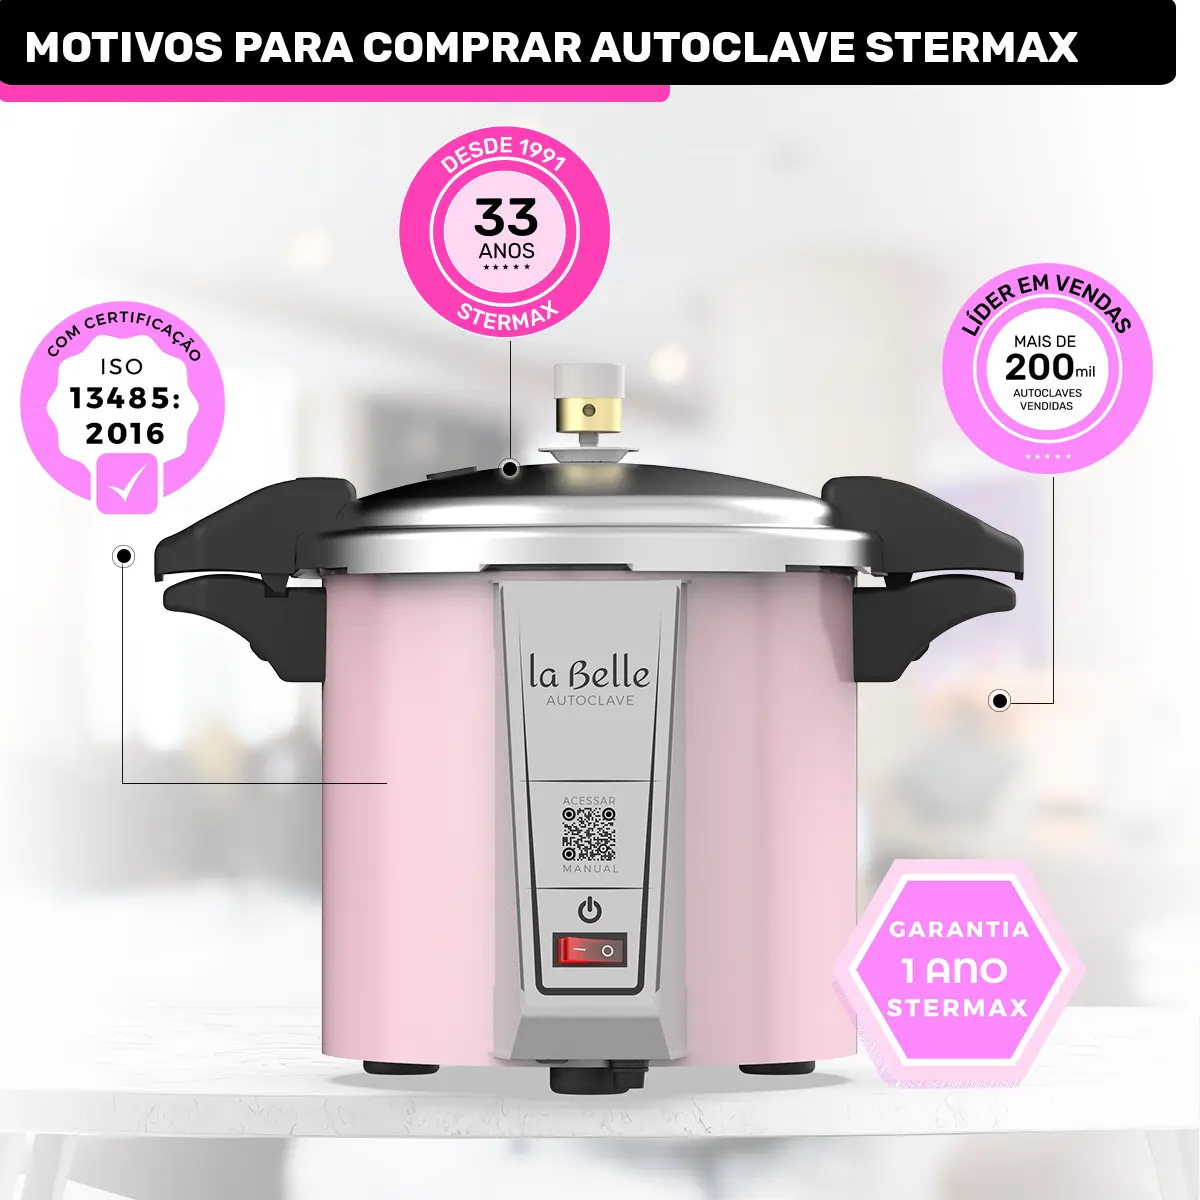 MOTIVOS PARA COMPRAR AUTOCLAVE STERMAX
DESDE 1991
33
ANOS
STERMAX
COM CERTIFICAÇÃO
ISO
13485:
2016
LÍDER EM VENDAS
MAIS DE
200mil
AUTOCLAVES
VENDIDAS
la Belle
AUTOCLAVE
ACESSAR
MANUAL
GARANTIA
1 ANO
STERMAX